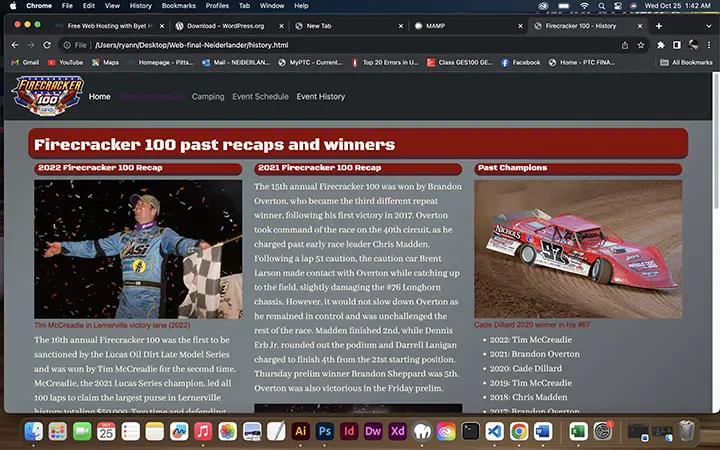 Chrome File Edit View History Bookmarks Profiles Tab Window Help Wed Oct 25 1:42 AM
Free Web Hosting with Byet H Download – WordPress.org New Tab MAMP Firecracker 100 - History
File /Users/ryann/Desktop/Web-final-Neiderlander/history.html
Gmail YouTube Maps Homepage - Pitts... Mail - NEIDERLAN... MyPTC - Current... Top 20 Errors in U... Class GES100 GE... Facebook Home - PTC FINA... All Bookmarks
FIRECRACKER
100
Home
Camping
Event Schedule
Event History
Firecracker 100 past recaps and winners
2022 Firecracker 100 Recap
Tim McCreadie in Lernerville victory lane (2022)
The 16th annual Firecracker 100 was the first to
be sanctioned by the Lucas Oil Dirt Late Model Series
and was won by Tim McCreadie for the second time.
McCreadie, the 2021 Lucas Series champion, led all
100 laps to claim the largest purse in Lernerville
history totaling $50,000. Two time and defending
2021 Firecracker 100 Recap
The 15th annual Firecracker 100 was won by Brandon
Overton, who became the third different repeat
winner, following his first victory in 2017. Overton
took command of the race on the 40th circuit, as he
charged past early race leader Chris Madden.
Following a lap 51 caution, the caution car Brent
Larson made contact with Overton while catching up
to the field, slightly damaging the #76 Longhorn
chassis. However, it would not slow down Overton as
he remained in control and was unchallenged the
rest of the race. Madden finished 2nd, while Dennis
Erb Jr. rounded out the podium and Darrell Lanigan
charged to finish 4th from the 21st starting position.
Thursday prelim winner Brandon Sheppard was 5th.
Overton was also victorious in the Friday prelim.
Past Champions
NICHOLS
97
Cade Dillard 2020 winner in his #97
2022: Tim McCreadie
2021: Brandon Overton
2020: Cade Dillard
2019: Tim McCreadie
2018: Chris Madden
2017: Brandon Overton
OCT
25
Ai Ps Id Dw Xd